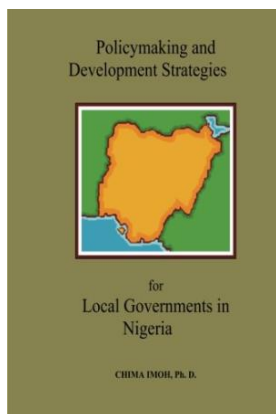 Policymaking and
Development Strategies
for
Local Governments in
Nigeria
CHIMA IMOH, Ph. D.